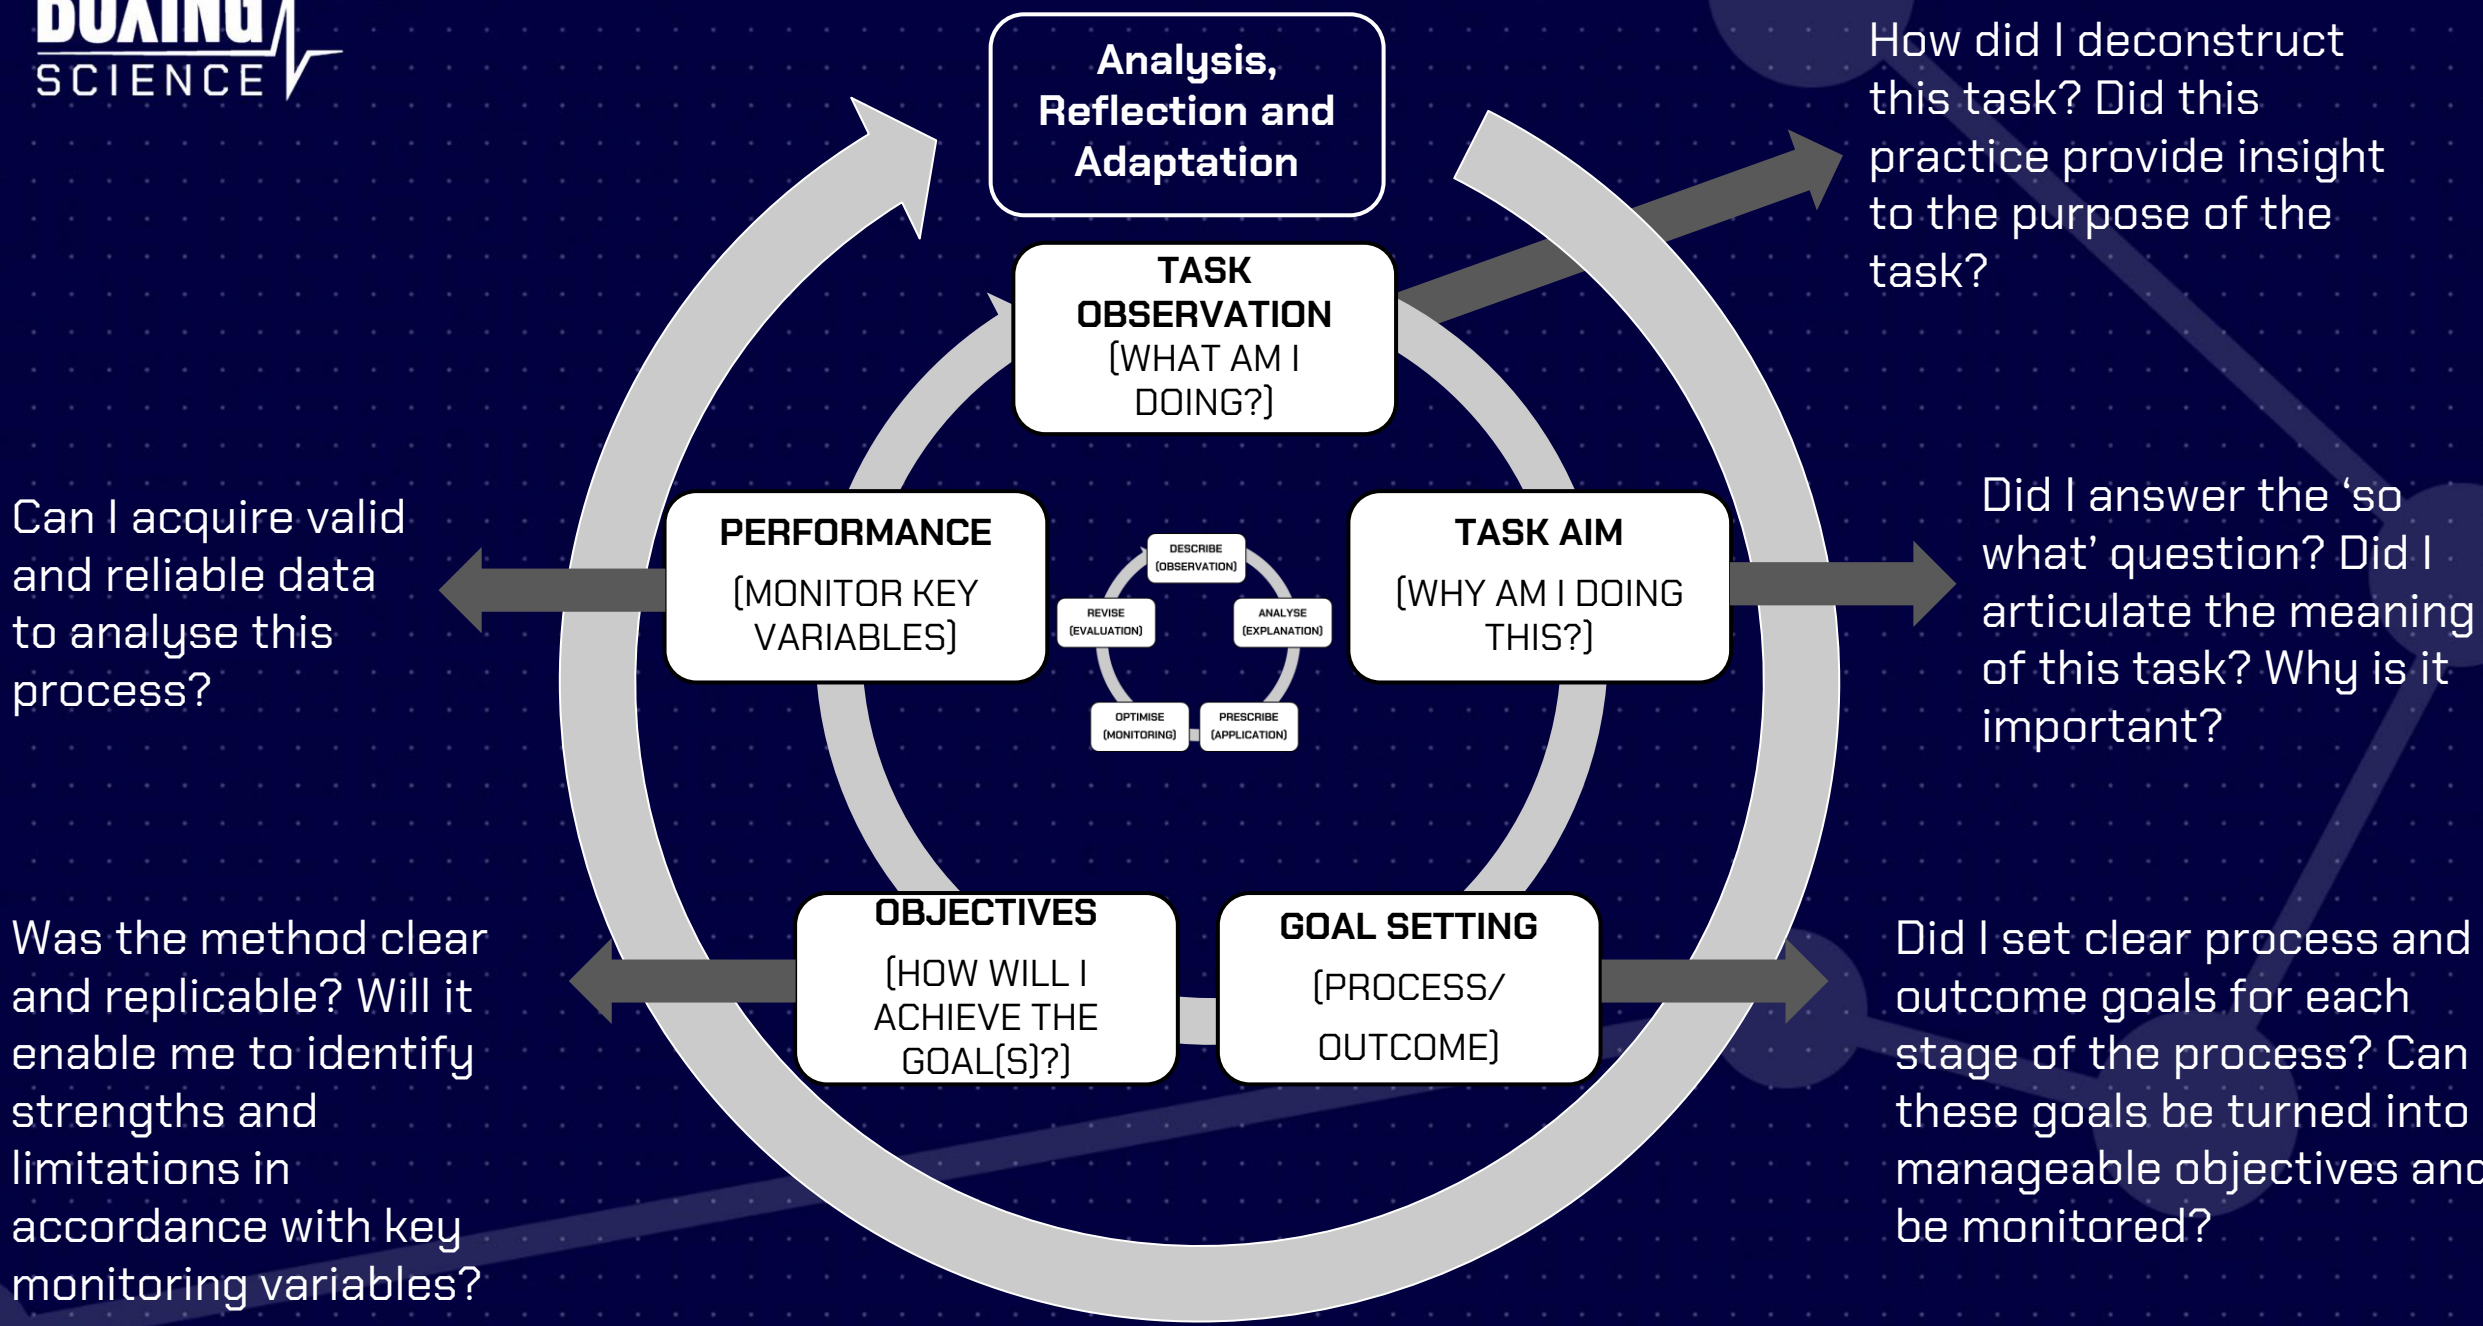 BOXING
SCIENCE
Analysis,
Reflection and
Adaptation
How did I deconstruct
this task? Did this
practice provide insight
to the purpose of the
task?
TASK
OBSERVATION
(WHAT AM I
DOING?)
Can I acquire valid
and reliable data
to analyse this
process?
PERFORMANCE
(MONITOR KEY
VARIABLES)
DESCRIBE
(OBSERVATION)
ANALYSE
(EXPLANATION)
PRESCRIBE
(APPLICATION)
OPTIMISE
(MONITORING)
REVISE
(EVALUATION)
TASK AIM
(WHY AM I DOING
THIS?)
Did I answer the ‘so
what’ question? Did I
articulate the meaning
of this task? Why is it
important?
Was the method clear
and replicable? Will it
enable me to identify
strengths and
limitations in
accordance with key
monitoring variables?
OBJECTIVES
(HOW WILL I
ACHIEVE THE
GOAL(S)?)
GOAL SETTING
(PROCESS/
OUTCOME)
Did I set clear process and
outcome goals for each
stage of the process? Can
these goals be turned into
manageable objectives and
be monitored?